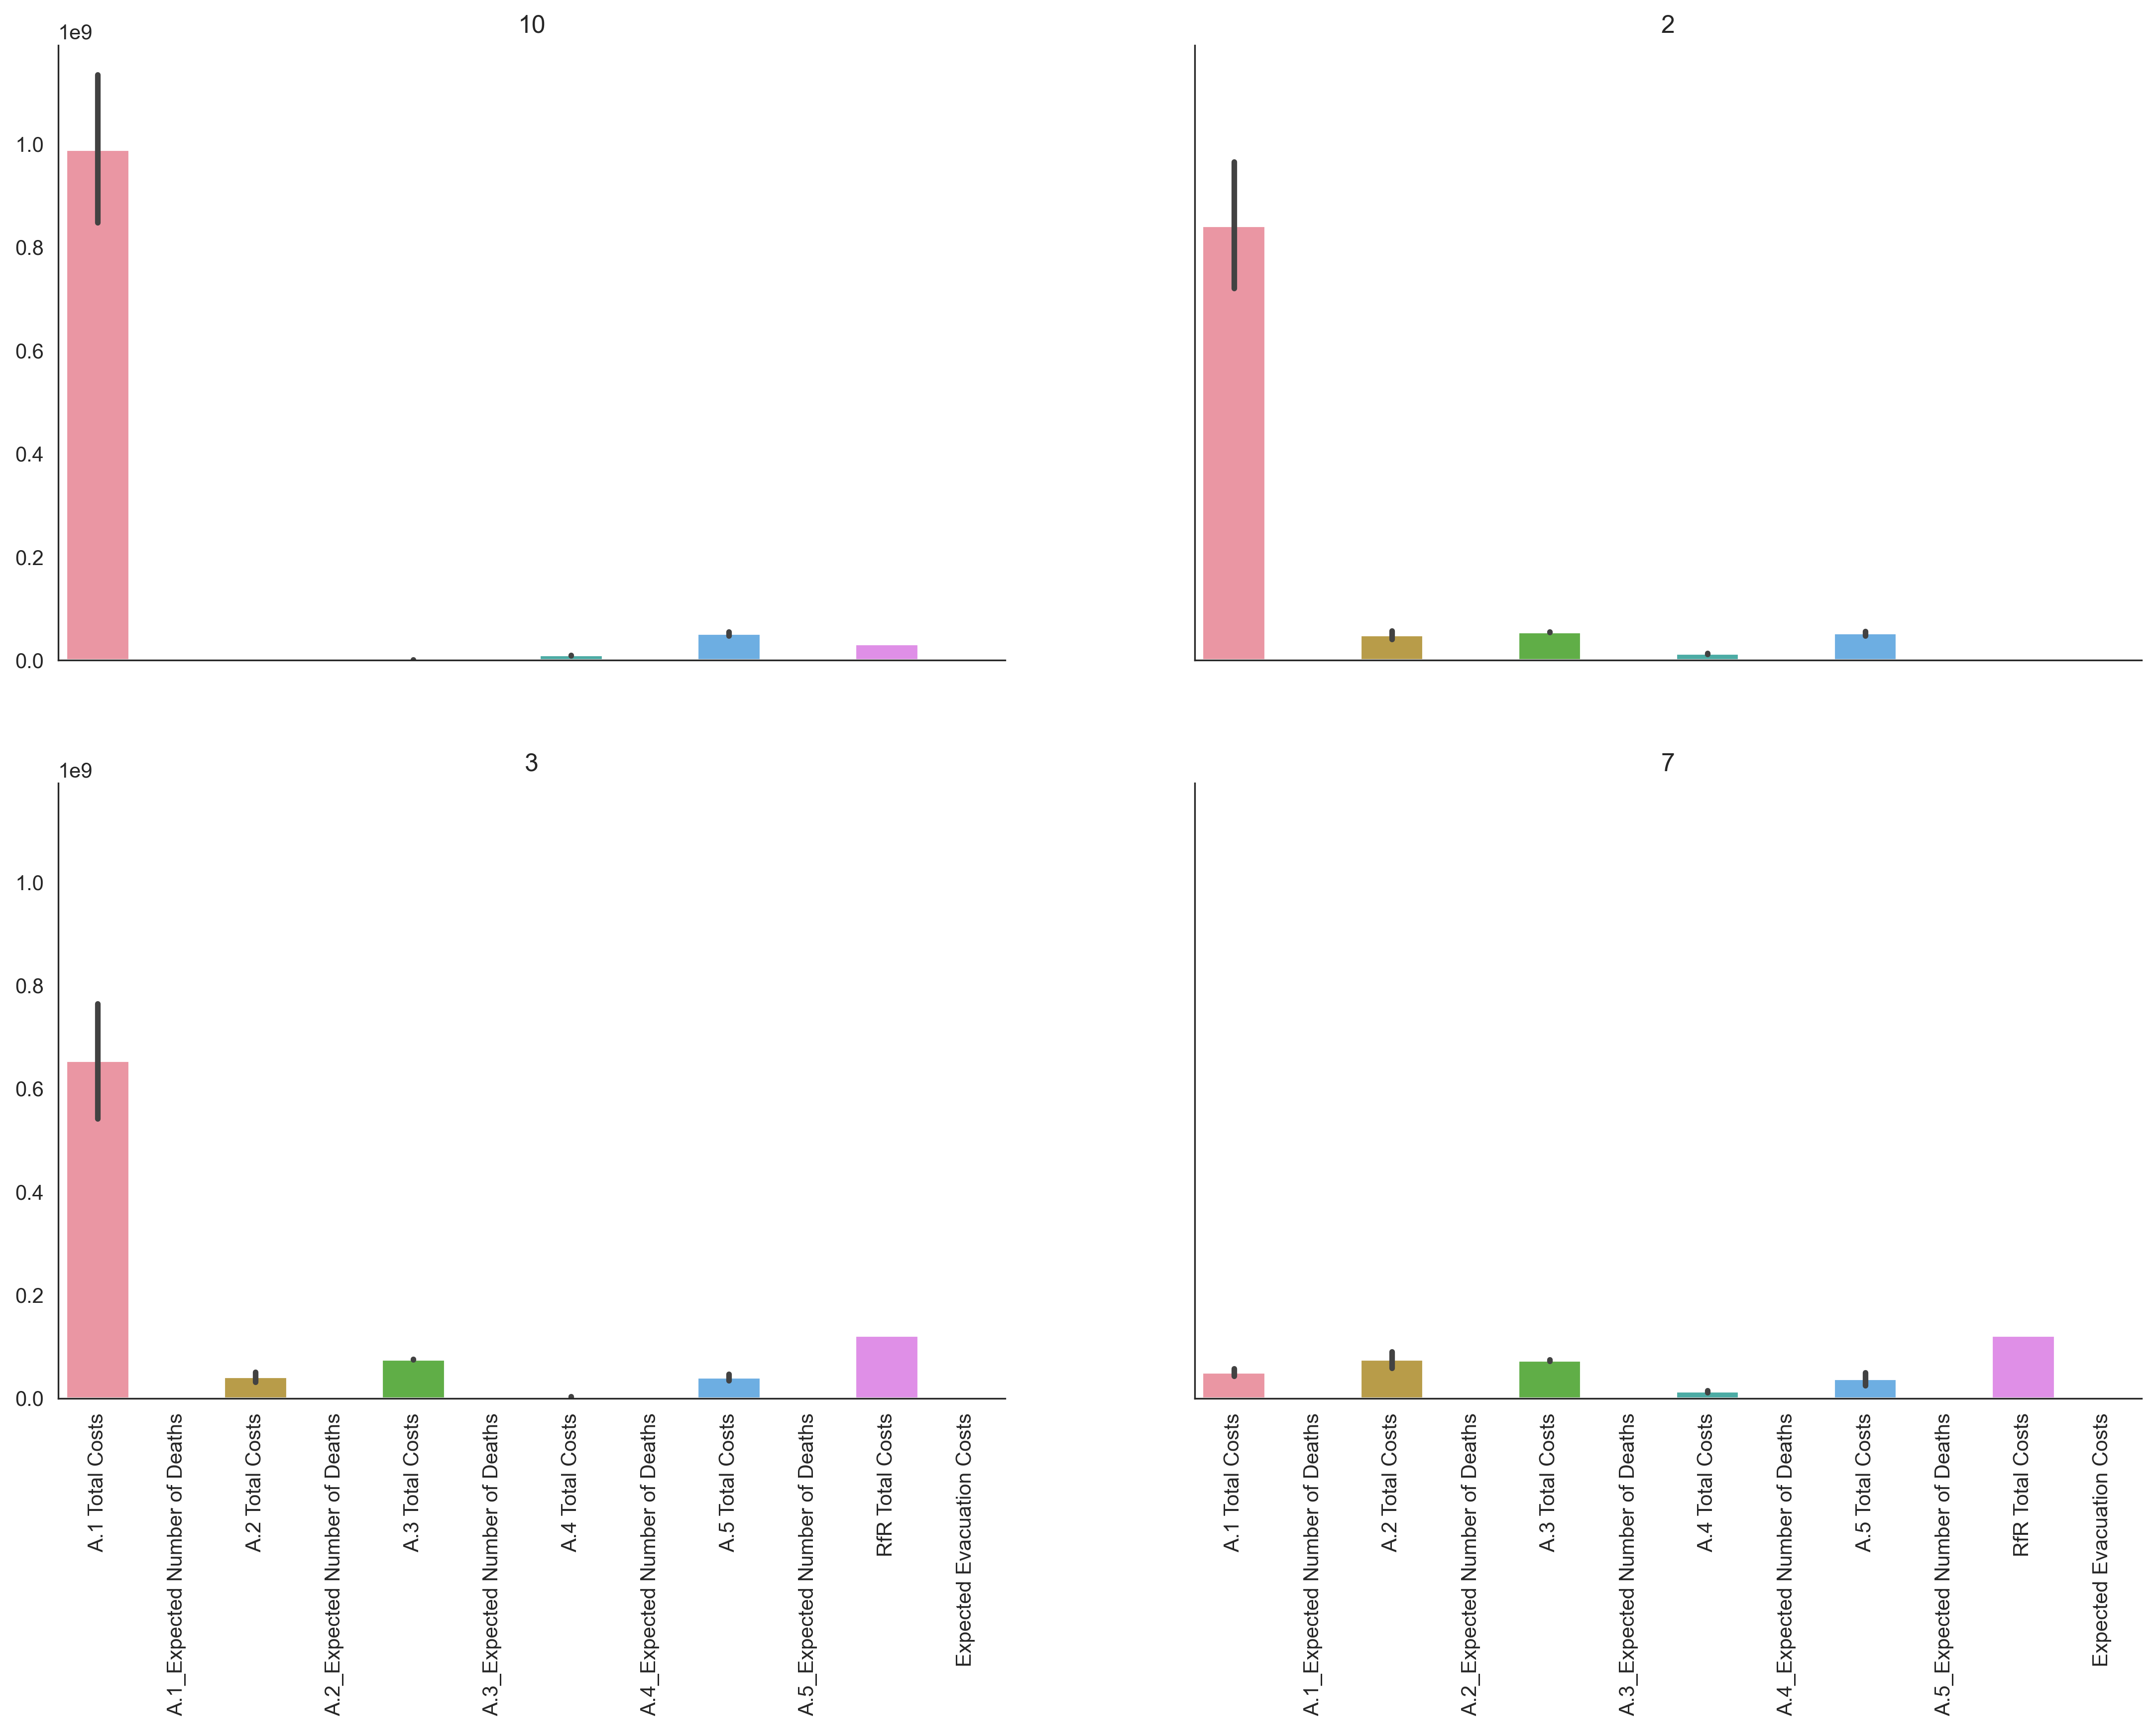 10
1e9
1.0
0.8
0.6
0.4
0.2
0.0
2
3
1e9
1.0
0.8
0.6
0.4
0.2
0.0
A.1 Total Costs
A.1_Expected Number of Deaths
A.2 Total Costs
A.2_Expected Number of Deaths
A.3 Total Costs
A.3_Expected Number of Deaths
A.4 Total Costs
A.4_Expected Number of Deaths
A.5 Total Costs
A.5_Expected Number of Deaths
RfR Total Costs
Expected Evacuation Costs
7
A.1 Total Costs
A.1_Expected Number of Deaths
A.2 Total Costs
A.2_Expected Number of Deaths
A.3 Total Costs
A.3_Expected Number of Deaths
A.4 Total Costs
A.4_Expected Number of Deaths
A.5 Total Costs
A.5_Expected Number of Deaths
RfR Total Costs
Expected Evacuation Costs